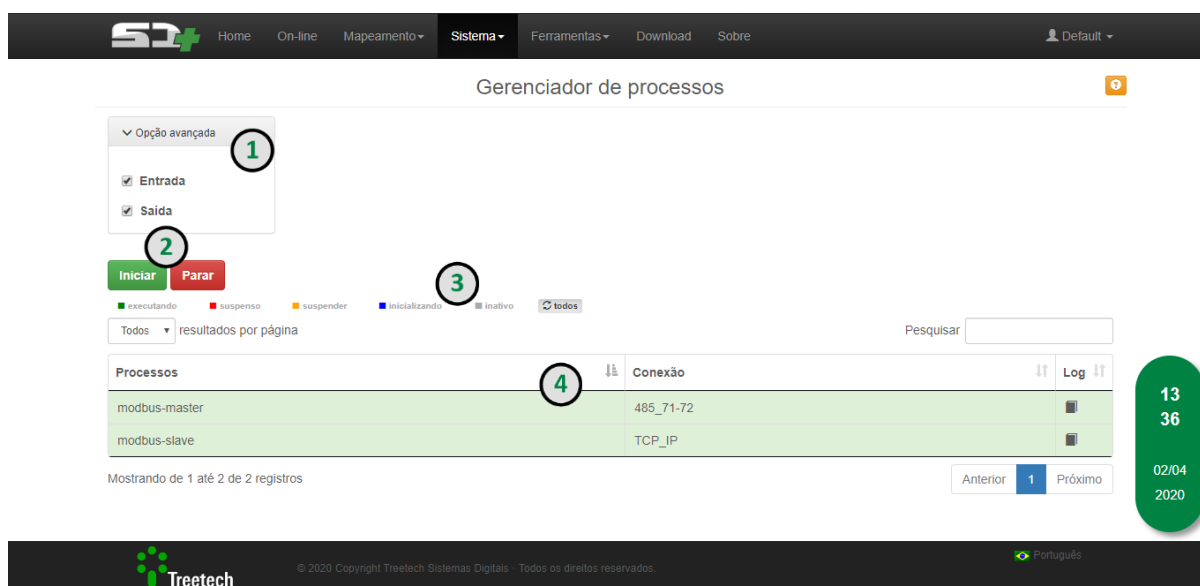 SD+ Home On-line Mapeamento Sistema Ferramentas Download Sobre Default
Gerenciador de processos
Opção avançada
1
Entrada
Saída
2
Iniciar Parar
3
executando suspenso suspender inicializando inativo todos
Todos resultados por página Pesquisar
Processos Conexão Log
4
modbus-master 485_71-72
modbus-slave TCP_IP
Mostrando de 1 até 2 de 2 registros Anterior 1 Próximo
13
36
02/04
2020
Português
Treetech © 2020 Copyright Treetech Sistemas Digitais - Todos os direitos reservados.